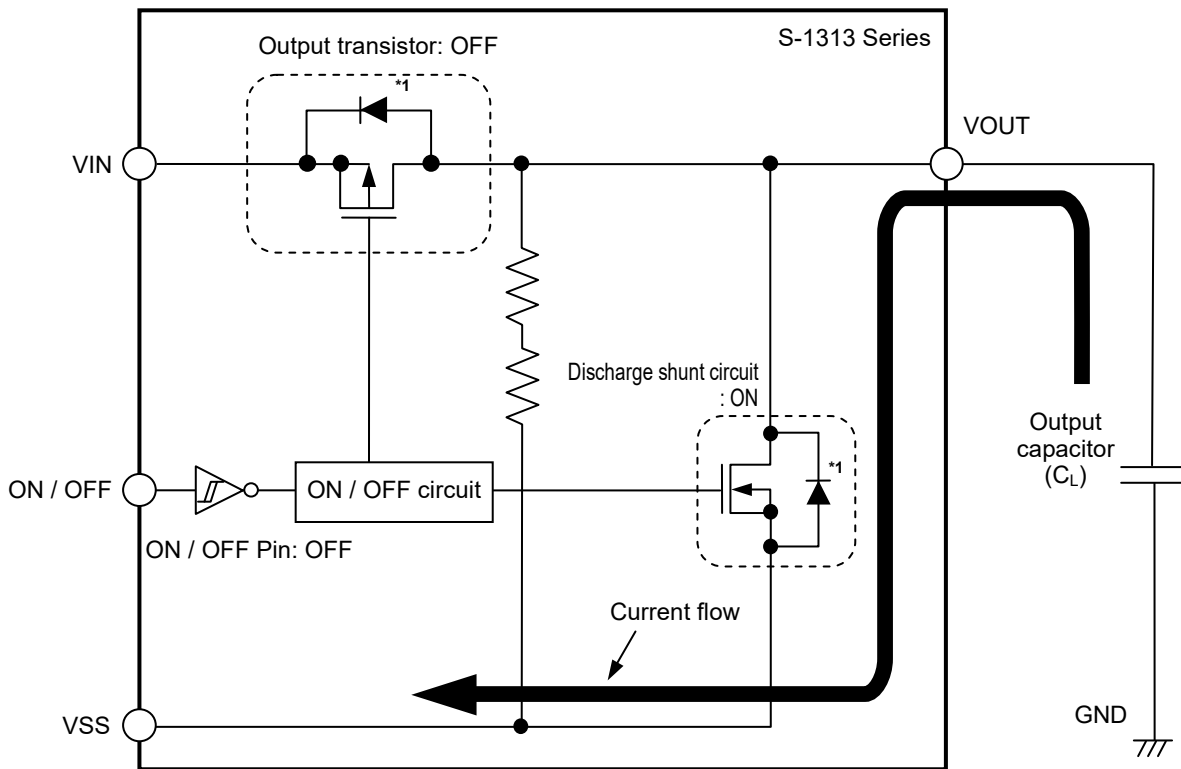 S-1313 Series
Output transistor: OFF
*1
VOUT
VIN
Discharge shunt circuit
: ON
*1
Output
capacitor
(CL)
ON / OFF
ON / OFF circuit
ON / OFF Pin: OFF
Current flow
GND
VSS